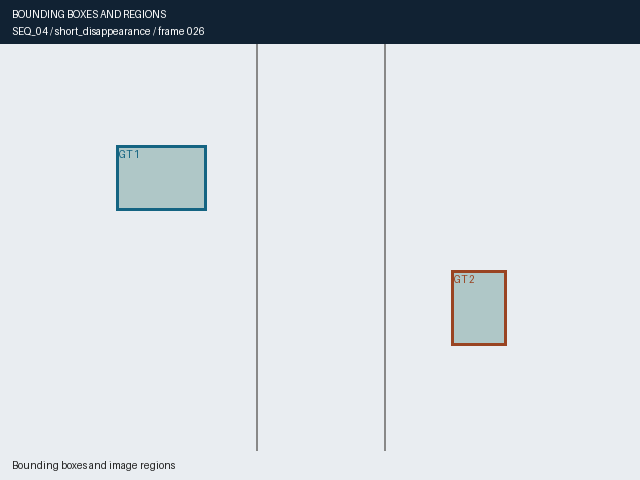 BOUNDING BOXES AND REGIONS
SEQ_04 / short_disappearance / frame 026
GT1
GT2
Bounding boxes and image regions